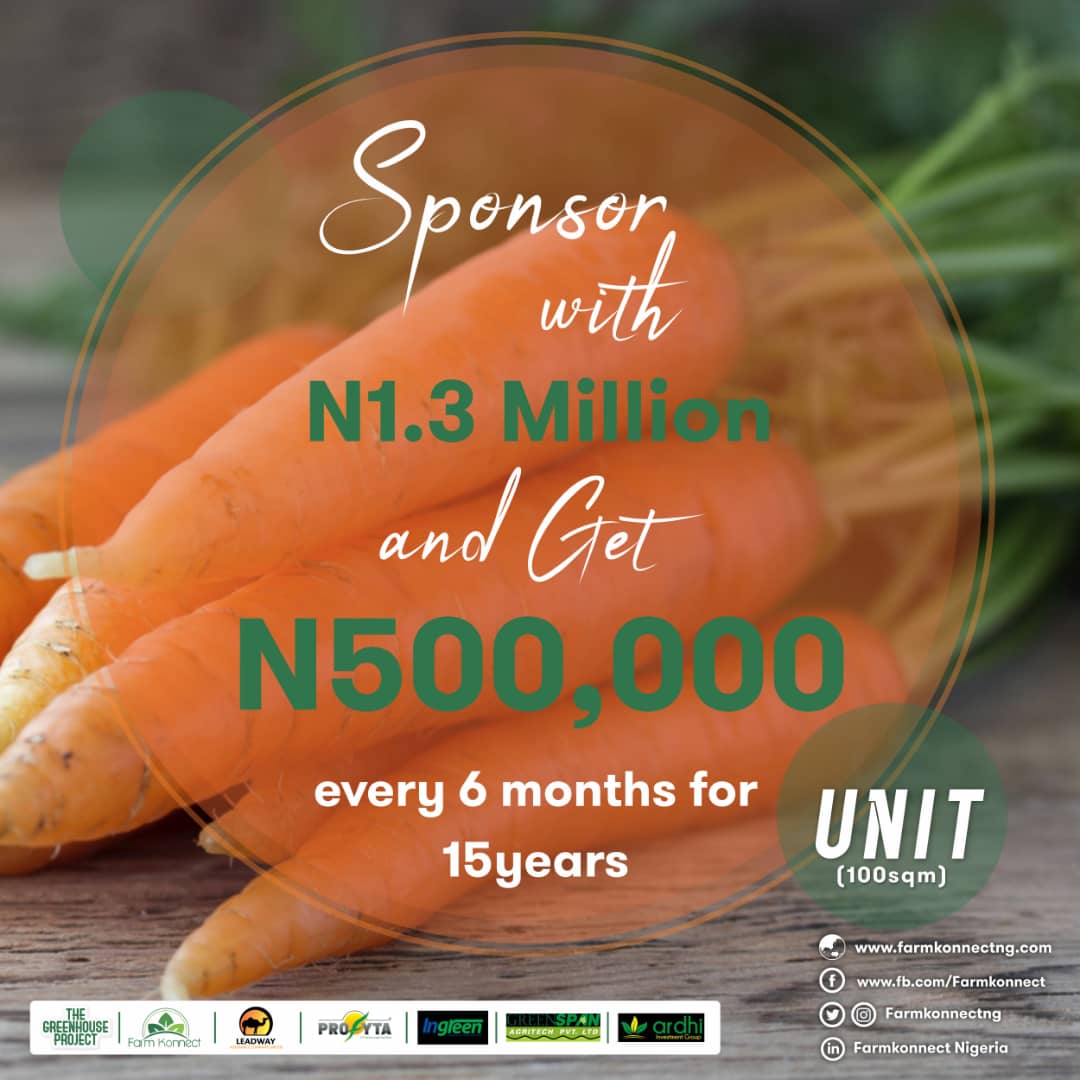 Sponsor
with
N1.3 Million
and Get
N500,000
every 6 months for
15years
UNIT
(100sqm)
www.farmkonnectng.com
www.fb.com/Farmkonnect
Farmkonnectng
Farmkonnect Nigeria
THE
GREENHOUSE
PROJECT
Farm Konnect
LEADWAY
PROFYTA
Ingreen
GREENSPAN
AGRITECH PVT. LTD
ardhi
Investment Group